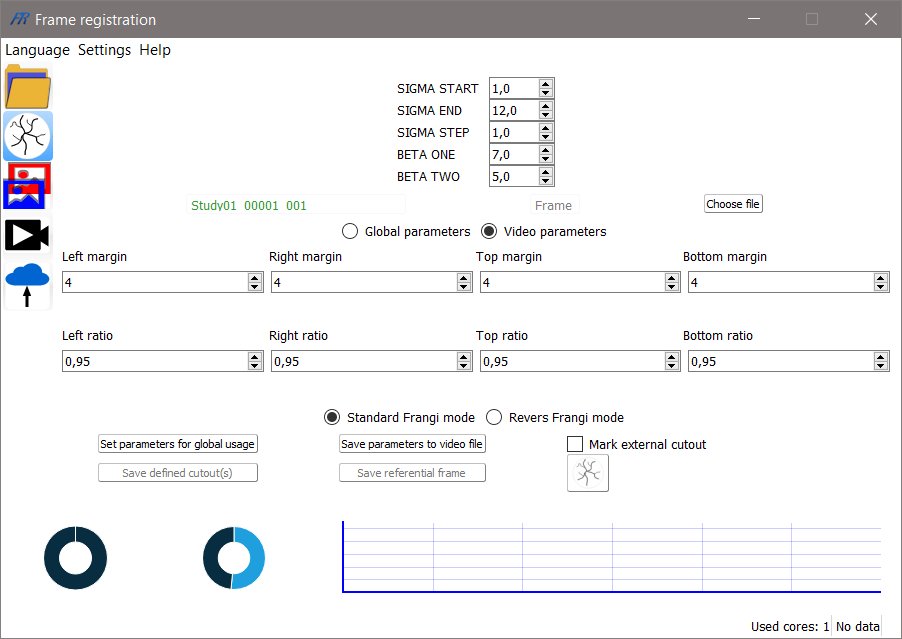 FR Frame registration
Language Settings Help
SIGMA START 1,0
SIGMA END 12,0
SIGMA STEP 1,0
BETA ONE 7,0
BETA TWO 5,0
Study01 00001 001 Frame Choose file
Global parameters Video parameters
Left margin Right margin Top margin Bottom margin
4 4 4 4
Left ratio Right ratio Top ratio Bottom ratio
0,95 0,95 0,95 0,95
Standard Frangi mode Revers Frangi mode
Set parameters for global usage Save parameters to video file Mark external cutout
Save defined cutout(s) Save referential frame
Used cores: 1 No data